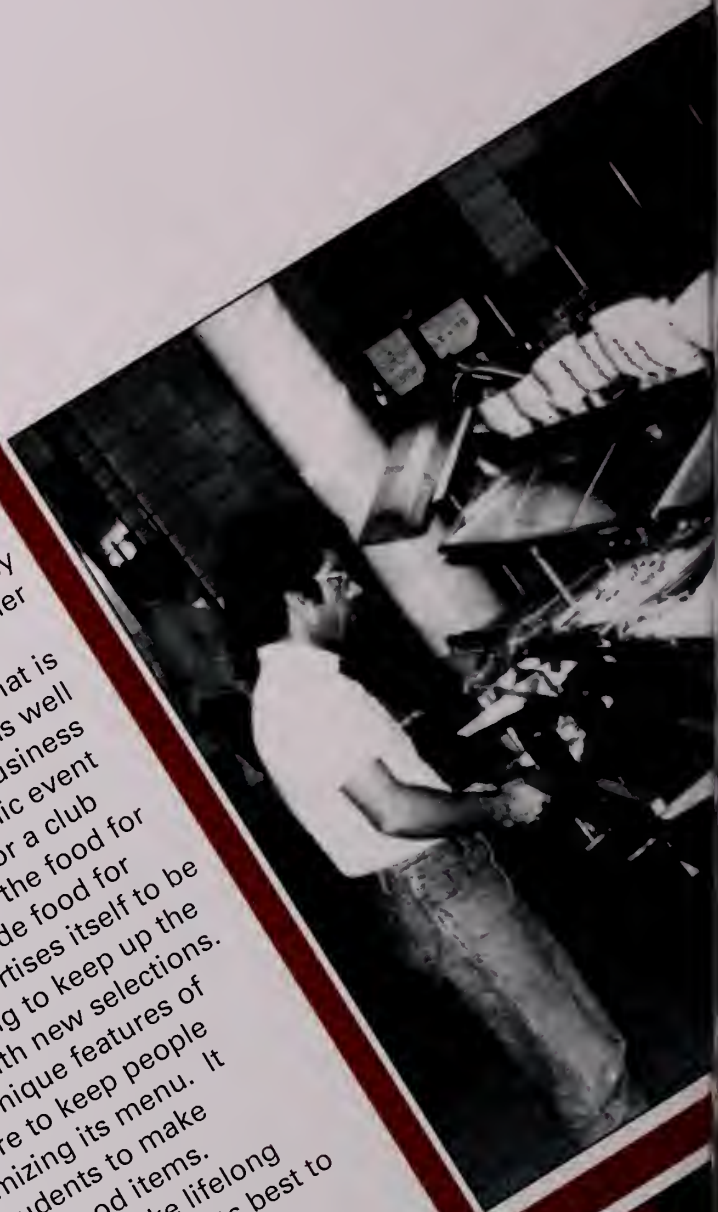 y
er
hat is
s well
usiness
ic event
or a club
the food for
de food for
rtises itself to be
g to keep up the
th new selections.
nique features of
re to keep people
mizing its menu. It
udents to make
od items.
ke lifelong
s best to